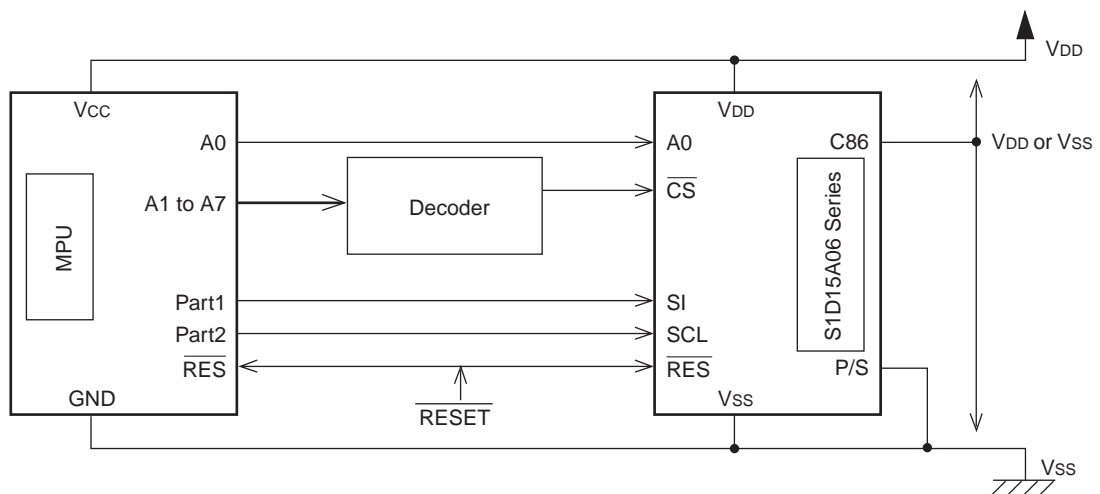 VDD
VCC
VDD
A0
A0
C86
VDD or VSS
A1 to A7
Decoder
CS
MPU
S1D15A06 Series
Part1
SI
Part2
SCL
RES
RES
P/S
GND
RESET
VSS
VSS